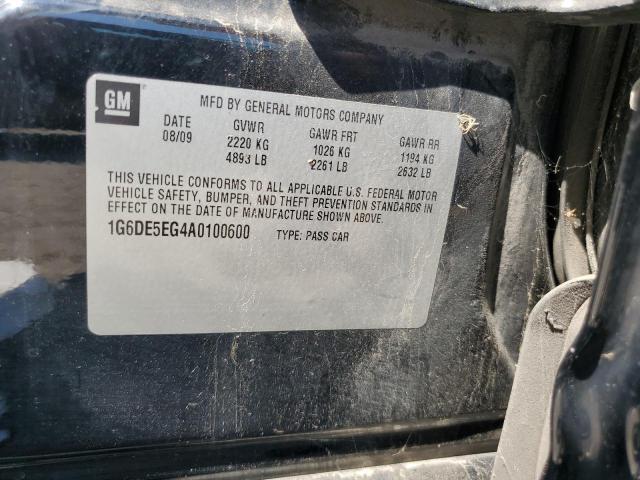 GM
MFD BY GENERAL MOTORS COMPANY
DATE GVWR GAWR FRT GAWR RR
08/09 2220 KG 1026 KG 1194 KG
4893 LB 2261 LB 2632 LB
THIS VEHICLE CONFORMS TO ALL APPLICABLE U.S. FEDERAL MOTOR
VEHICLE SAFETY, BUMPER, AND THEFT PREVENTION STANDARDS IN
EFFECT ON THE DATE OF MANUFACTURE SHOWN ABOVE.
1G6DE5EG4A0100600 TYPE: PASS CAR